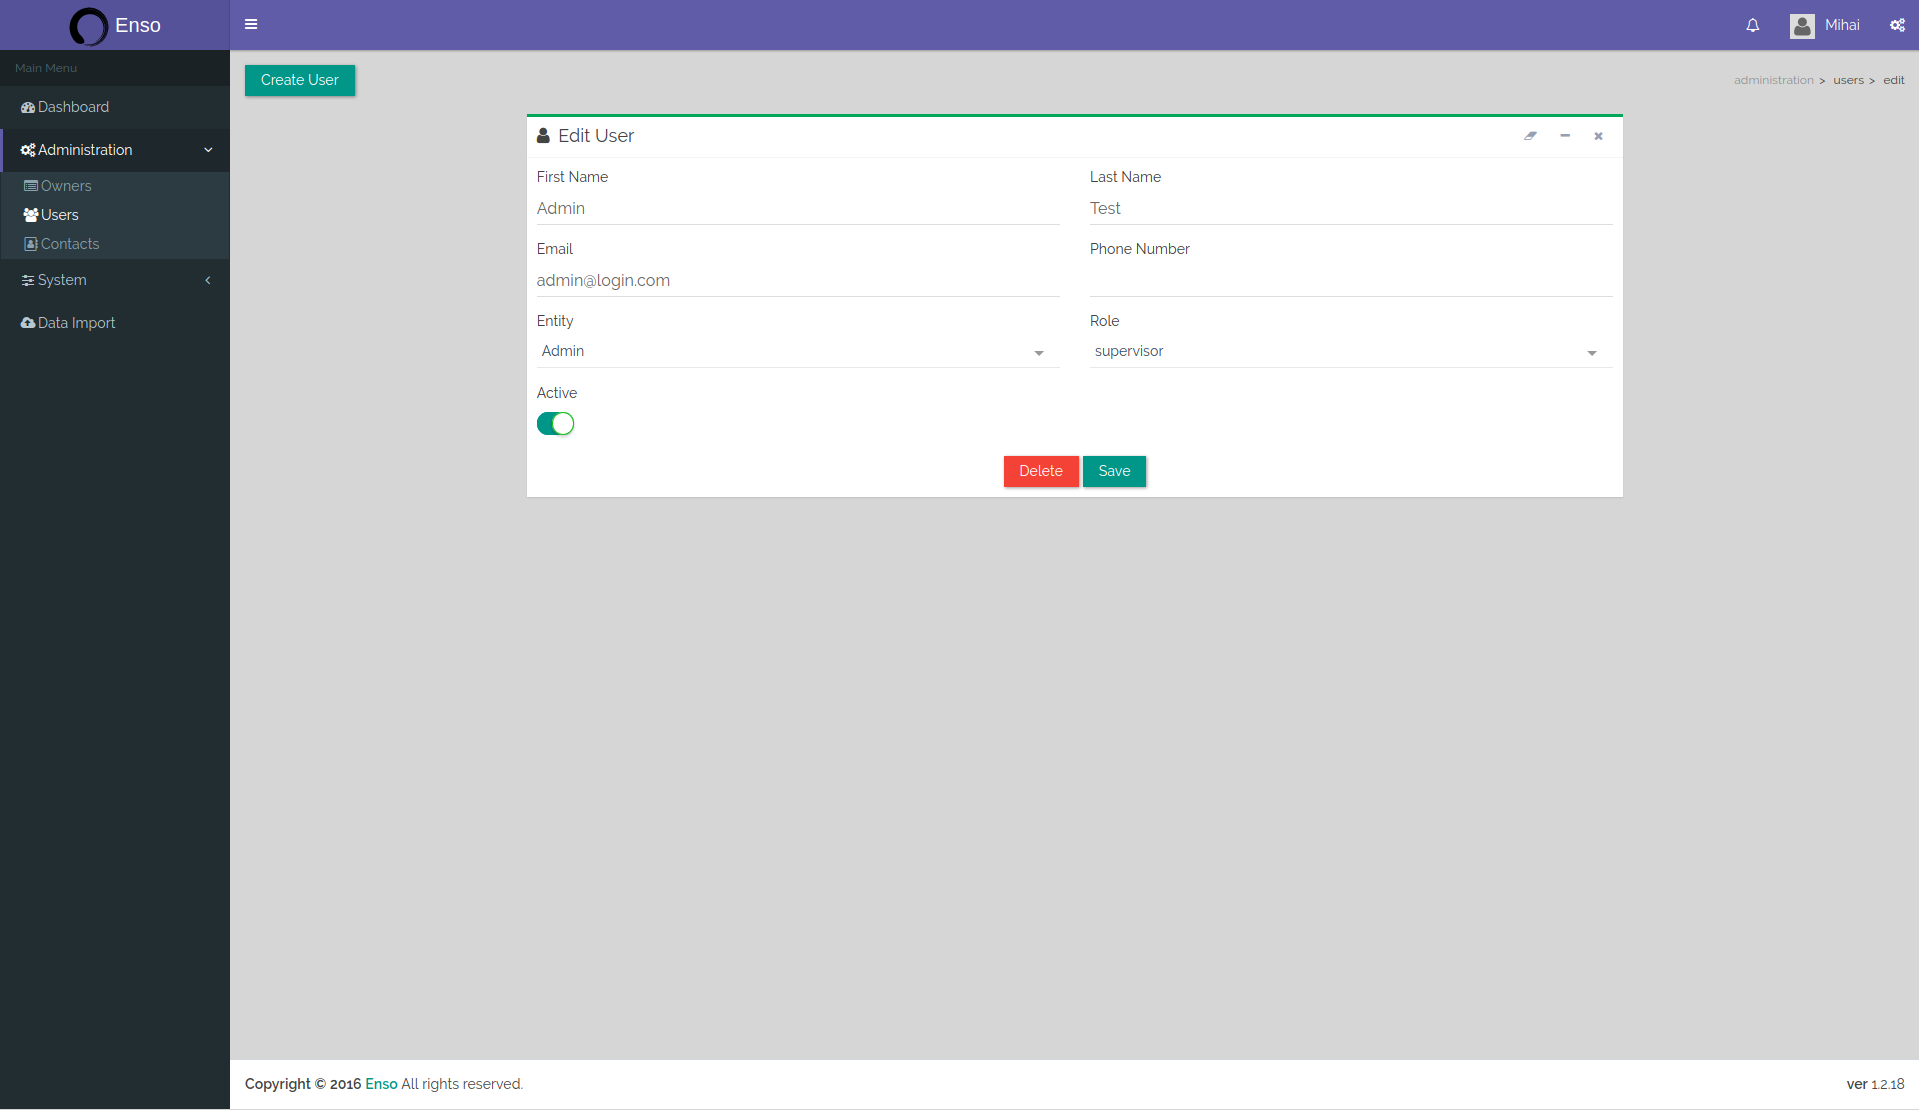 Enso
Mihai
Main Menu
Dashboard
Administration
Owners
Users
Contacts
System
Data Import
Create User
administration > users > edit
Edit User
First Name
Last Name
Admin
Test
Email
Phone Number
admin@login.com
Entity
Role
Admin
supervisor
Active
Delete
Save
Copyright © 2016 Enso All rights reserved.
ver 1.2.18